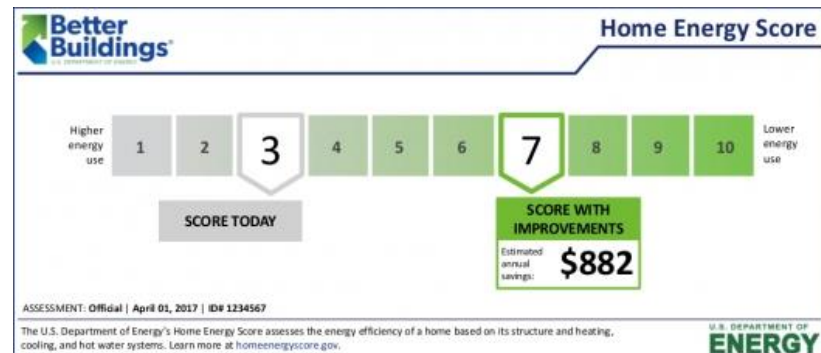 Better
Buildings®
U.S. DEPARTMENT OF ENERGY
Home Energy Score
Higher
energy
use
1 2 3 4 5 6 7 8 9 10
Lower
energy
use
SCORE TODAY
SCORE WITH
IMPROVEMENTS
Estimated
annual
savings:
$882
ASSESSMENT: Official | April 01, 2017 | ID# 1234567
The U.S. Department of Energy's Home Energy Score assesses the energy efficiency of a home based on its structure and heating,
cooling, and hot water systems. Learn more at homeenergyscore.gov.
U.S. DEPARTMENT OF
ENERGY